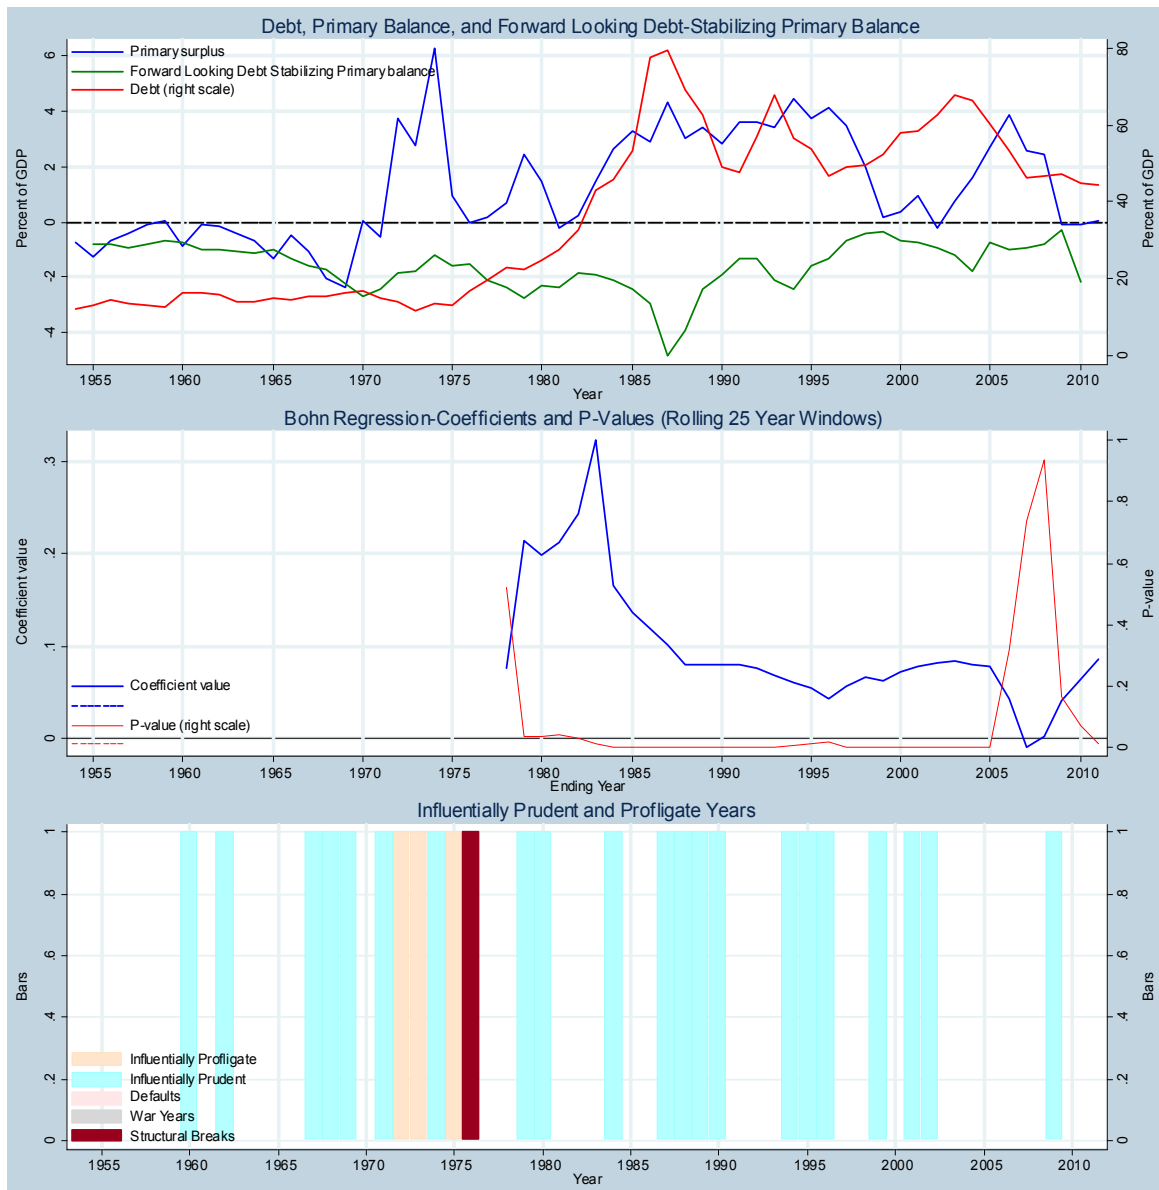 Debt, Primary Balance, and Forward Looking Debt-Stabilizing Primary Balance
Primary surplus
Forward Looking Debt Stabilizing Primary balance
Debt (right scale)
Percent of GDP
6
4
2
0
-2
-4
Percent of GDP
80
60
40
20
0
1955 1960 1965 1970 1975 1980 1985 1990 1995 2000 2005 2010
Year
Bohn Regression-Coefficients and P-Values (Rolling 25 Year Windows)
Coefficient value
.3
.2
.1
0
P-value
1
.8
.6
.4
.2
0
Coefficient value
P-value (right scale)
1955 1960 1965 1970 1975 1980 1985 1990 1995 2000 2005 2010
Ending Year
Influentially Prudent and Profligate Years
Bars
1
.8
.6
.4
.2
0
Bars
1
.8
.6
.4
.2
0
Influentially Profligate
Influentially Prudent
Defaults
War Years
Structural Breaks
1955 1960 1965 1970 1975 1980 1985 1990 1995 2000 2005 2010
Year